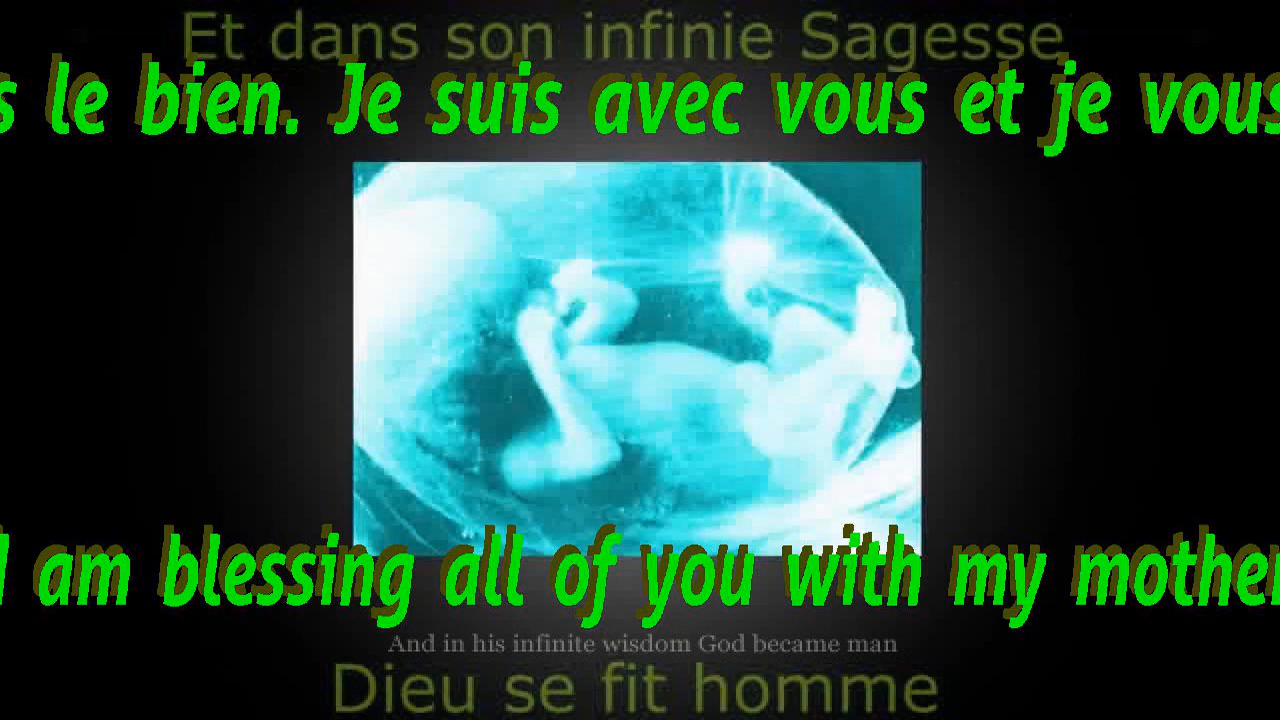 Et dans son infinie Sagesse
s le bien. Je suis avec vous et je vous
I am blessing all of you with my mother
And in his infinite wisdom God became man
Dieu se fit homme